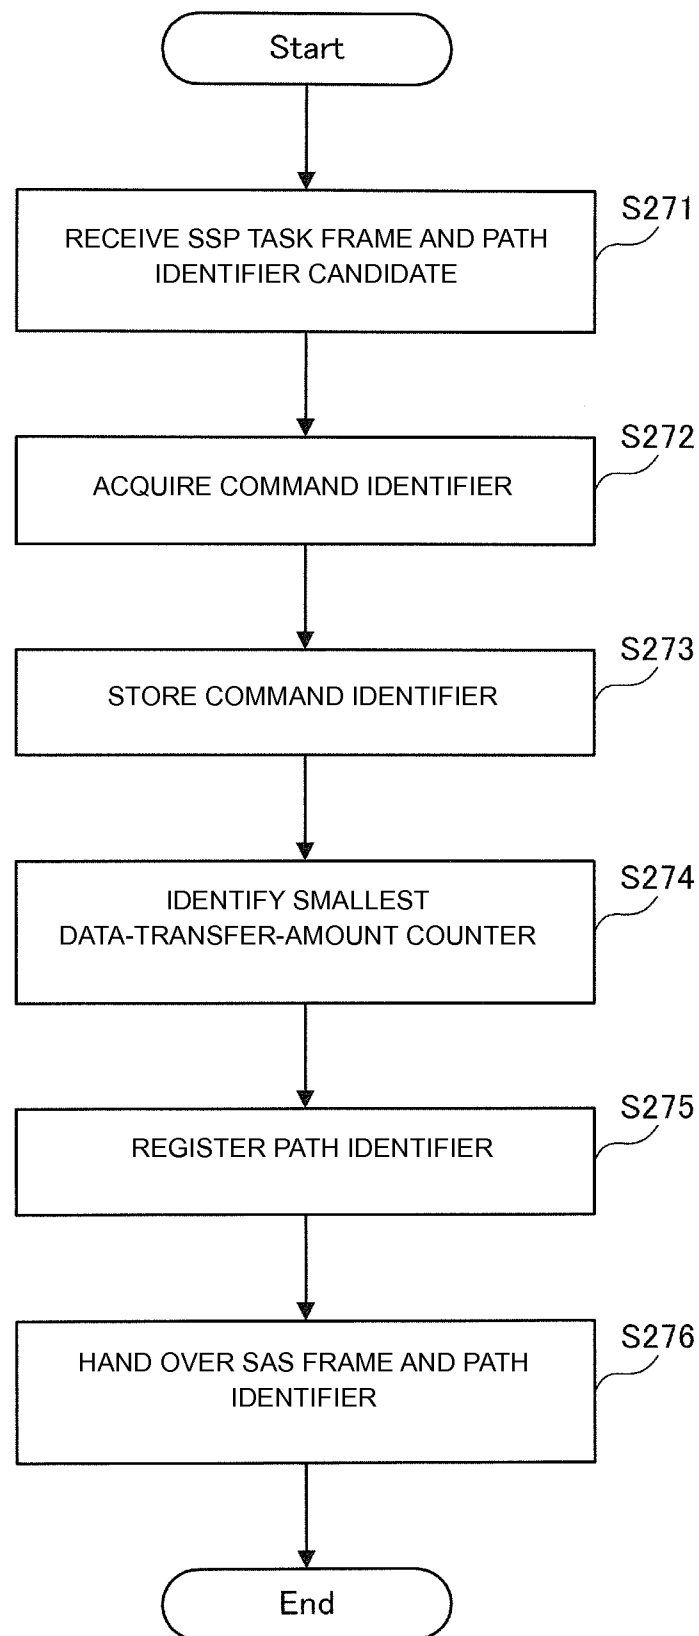 Start
S271
RECEIVE SSP TASK FRAME AND PATH
IDENTIFIER CANDIDATE
S272
ACQUIRE COMMAND IDENTIFIER
S273
STORE COMMAND IDENTIFIER
S274
IDENTIFY SMALLEST
DATA-TRANSFER-AMOUNT COUNTER
S275
REGISTER PATH IDENTIFIER
S276
HAND OVER SAS FRAME AND PATH
IDENTIFIER
End